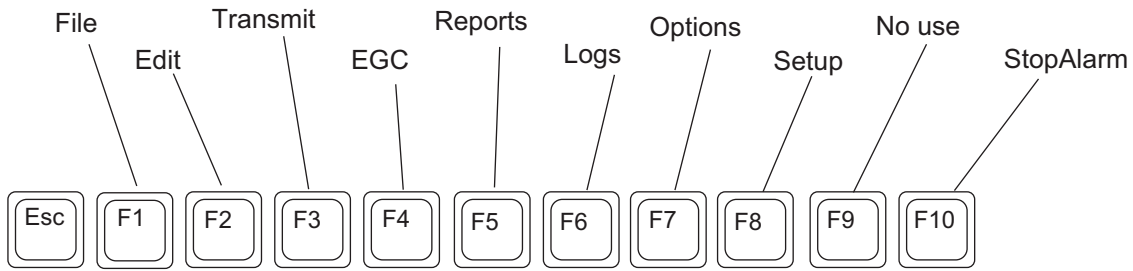 File
Edit
Transmit
EGC
Reports
Logs
Options
Setup
No use
StopAlarm
Esc
F1
F2
F3
F4
F5
F6
F7
F8
F9
F10